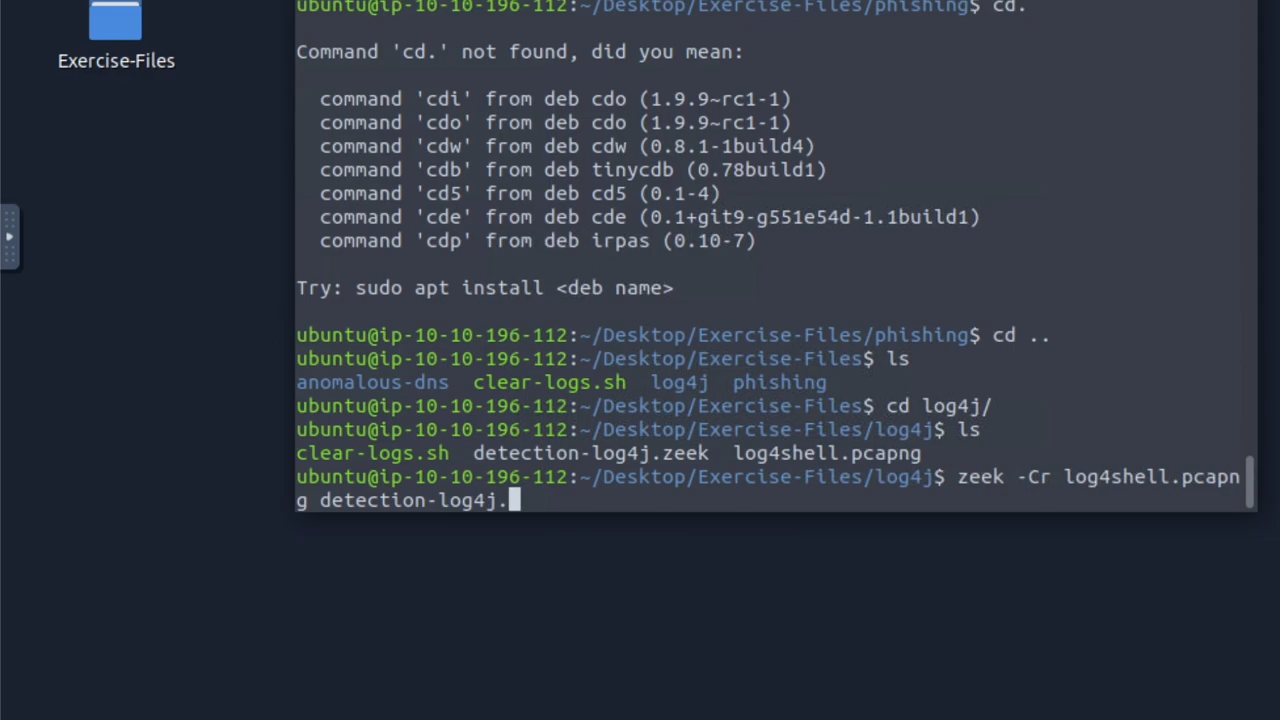 ubuntu@ip-10-10-196-112:~/Desktop/Exercise-Files/phishing$ cd.
Exercise-Files
Command 'cd.' not found, did you mean:
command 'cdi' from deb cdo (1.9.9~rc1-1)
command 'cdo' from deb cdo (1.9.9~rc1-1)
command 'cdw' from deb cdw (0.8.1-1build4)
command 'cdb' from deb tinycdb (0.78build1)
command 'cd5' from deb cd5 (0.1-4)
command 'cde' from deb cde (0.1+git9-g551e54d-1.1build1)
command 'cdp' from deb irpas (0.10-7)
Try: sudo apt install <deb name>
ubuntu@ip-10-10-196-112:~/Desktop/Exercise-Files/phishing$ cd ..
ubuntu@ip-10-10-196-112:~/Desktop/Exercise-Files$ ls
anomalous-dns  clear-logs.sh  log4j  phishing
ubuntu@ip-10-10-196-112:~/Desktop/Exercise-Files$ cd log4j/
ubuntu@ip-10-10-196-112:~/Desktop/Exercise-Files/log4j$ ls
clear-logs.sh  detection-log4j.zeek  log4shell.pcapng
ubuntu@ip-10-10-196-112:~/Desktop/Exercise-Files/log4j$ zeek -Cr log4shell.pcapn
g detection-log4j.